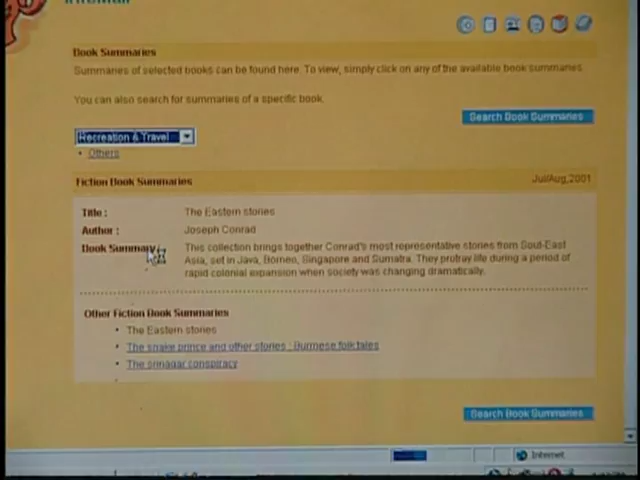 Book Summaries
Summaries of selected books can be found here. To view, simply click on any of the available book summaries.
You can also search for summaries of a specific book.
Search Book Summaries
Recreation & Travel
Others
Fiction Book Summaries
Jul/Aug,2001
Title :
The Eastern stories
Author :
Joseph Conrad
Book Summary
This collection brings together Conrad's most representative stories from Sout-East
Asia, set in Java, Borneo, Singapore and Sumatra. They protray life during a period of
rapid colonial expansion when society was changing dramatically.
Other Fiction Book Summaries
The Eastern stories
The snake prince and other stories : Burmese folk tales
The srinagar conspiracy
Search Book Summaries
Internet